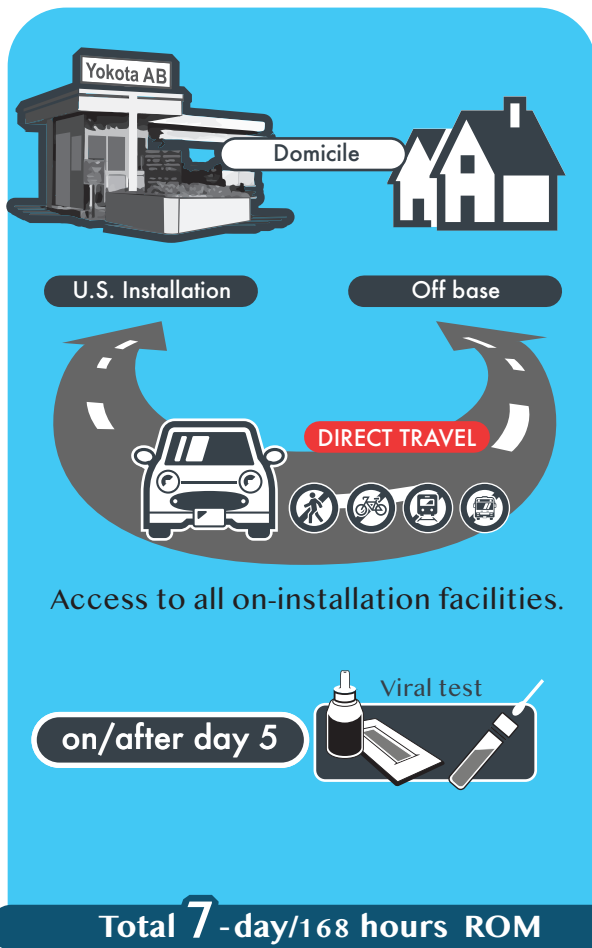 Yokota AB
Domicile
U.S. Installation
Off base
DIRECT TRAVEL
Access to all on-installation facilities.
Viral test
on/after day 5
Total 7-day/168 hours ROM